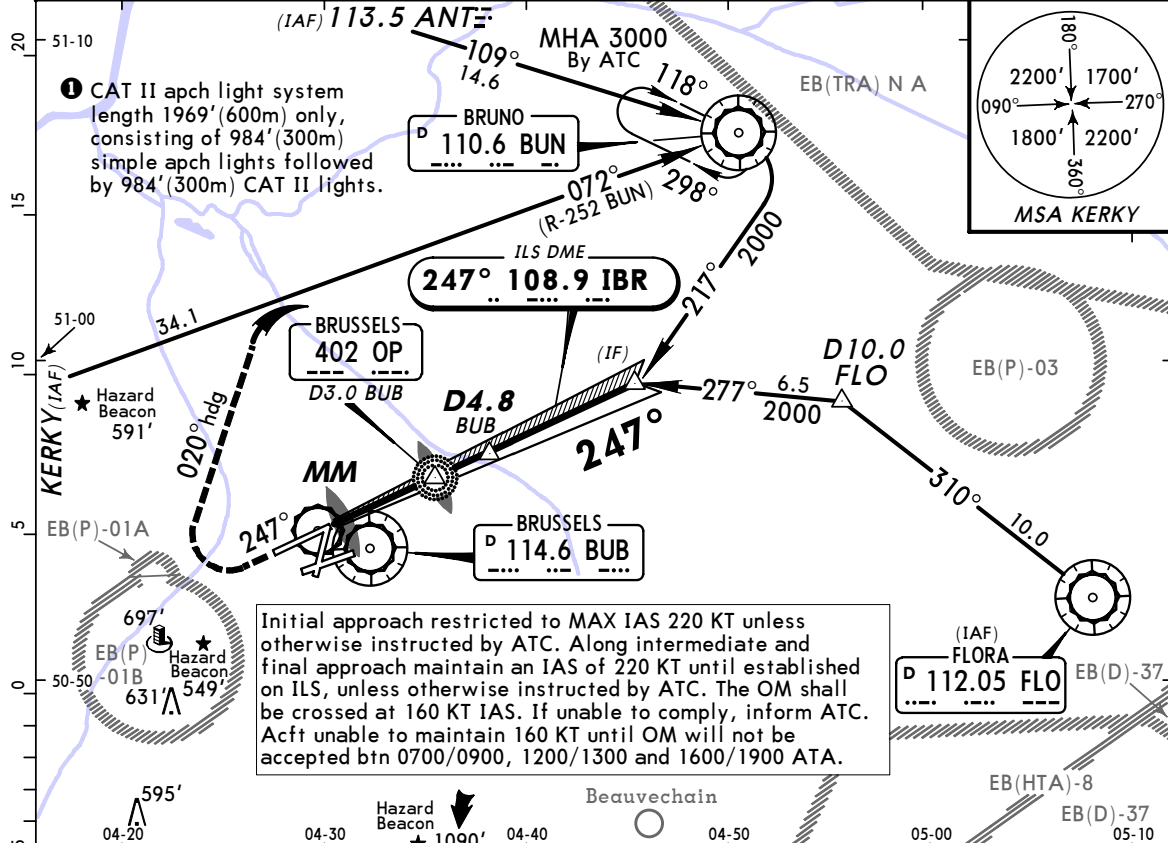 20
51-10
(IAF) 113.5 ANT
109°
14.6
MHA 3000
By ATC
118°
EB(TRA) N A
180°
2200' 1700'
090° 270°
1800' 2200'
360°
MSA KERKY
1 CAT II apch light system
length 1969'(600m) only,
consisting of 984'(300m)
simple apch lights followed
by 984'(300m) CAT II lights.
BRUNO
D 110.6 BUN
072°
(R-252 BUN)
298°
15
ILS DME
247° 108.9 IBR
2000
217°
34.1
51-00
10
BRUSSELS
402 OP
D3.0 BUB
(IF)
D10.0
FLO
EB(P)-03
KERKY(IAF)
Hazard
Beacon
591'
020° hdg
D4.8
BUB
277°
6.5
2000
247°
MM
310°
10.0
5
247°
EB(P)-01A
BRUSSELS
D 114.6 BUB
697'
EB(P)
-01B
Hazard
Beacon
549'
631'
0
50-50
Initial approach restricted to MAX IAS 220 KT unless
otherwise instructed by ATC. Along intermediate and
final approach maintain an IAS of 220 KT until established
on ILS, unless otherwise instructed by ATC. The OM shall
be crossed at 160 KT IAS. If unable to comply, inform ATC.
Acft unable to maintain 160 KT until OM will not be
accepted btn 0700/0900, 1200/1300 and 1600/1900 ATA.
(IAF)
FLORA
D 112.05 FLO
EB(D)-37
595'
Hazard
Beacon
1090'
Beauvechain
EB(HTA)-8
EB(D)-37
04-20
04-30
04-40
04-50
05-00
05-10